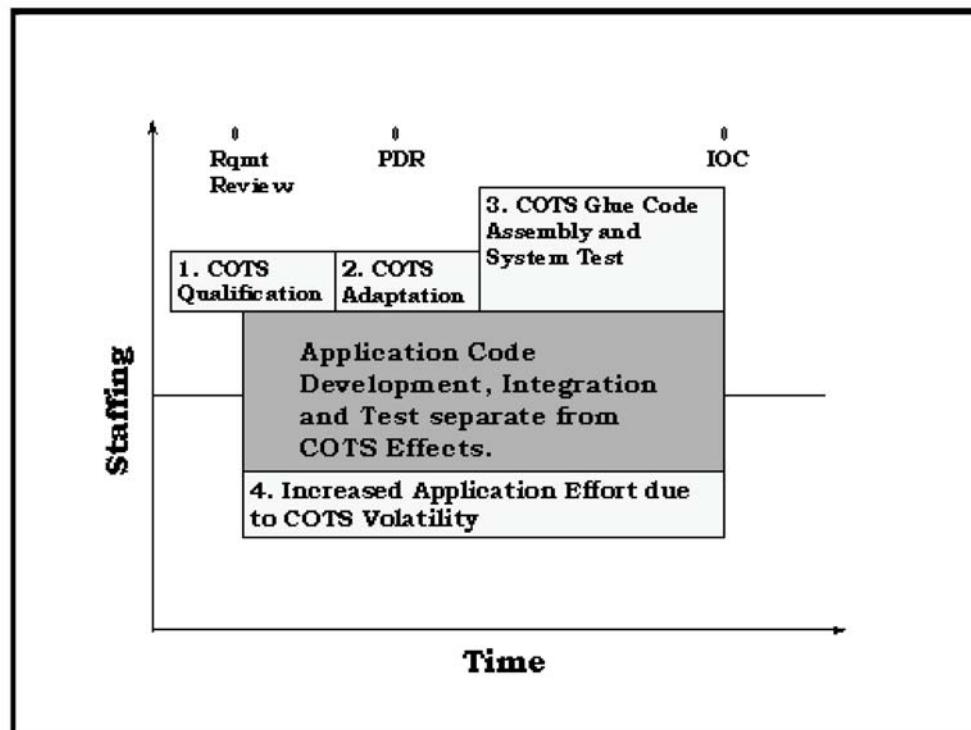 Rqmt
Review
PDR
IOC
3. COTS Glue Code
Assembly and
System Test
1. COTS
Qualification
2. COTS
Adaptation
Application Code
Development, Integration
and Test separate from
COTS Effects.
4. Increased Application Effort due
to COTS Volatility
Staffing
Time